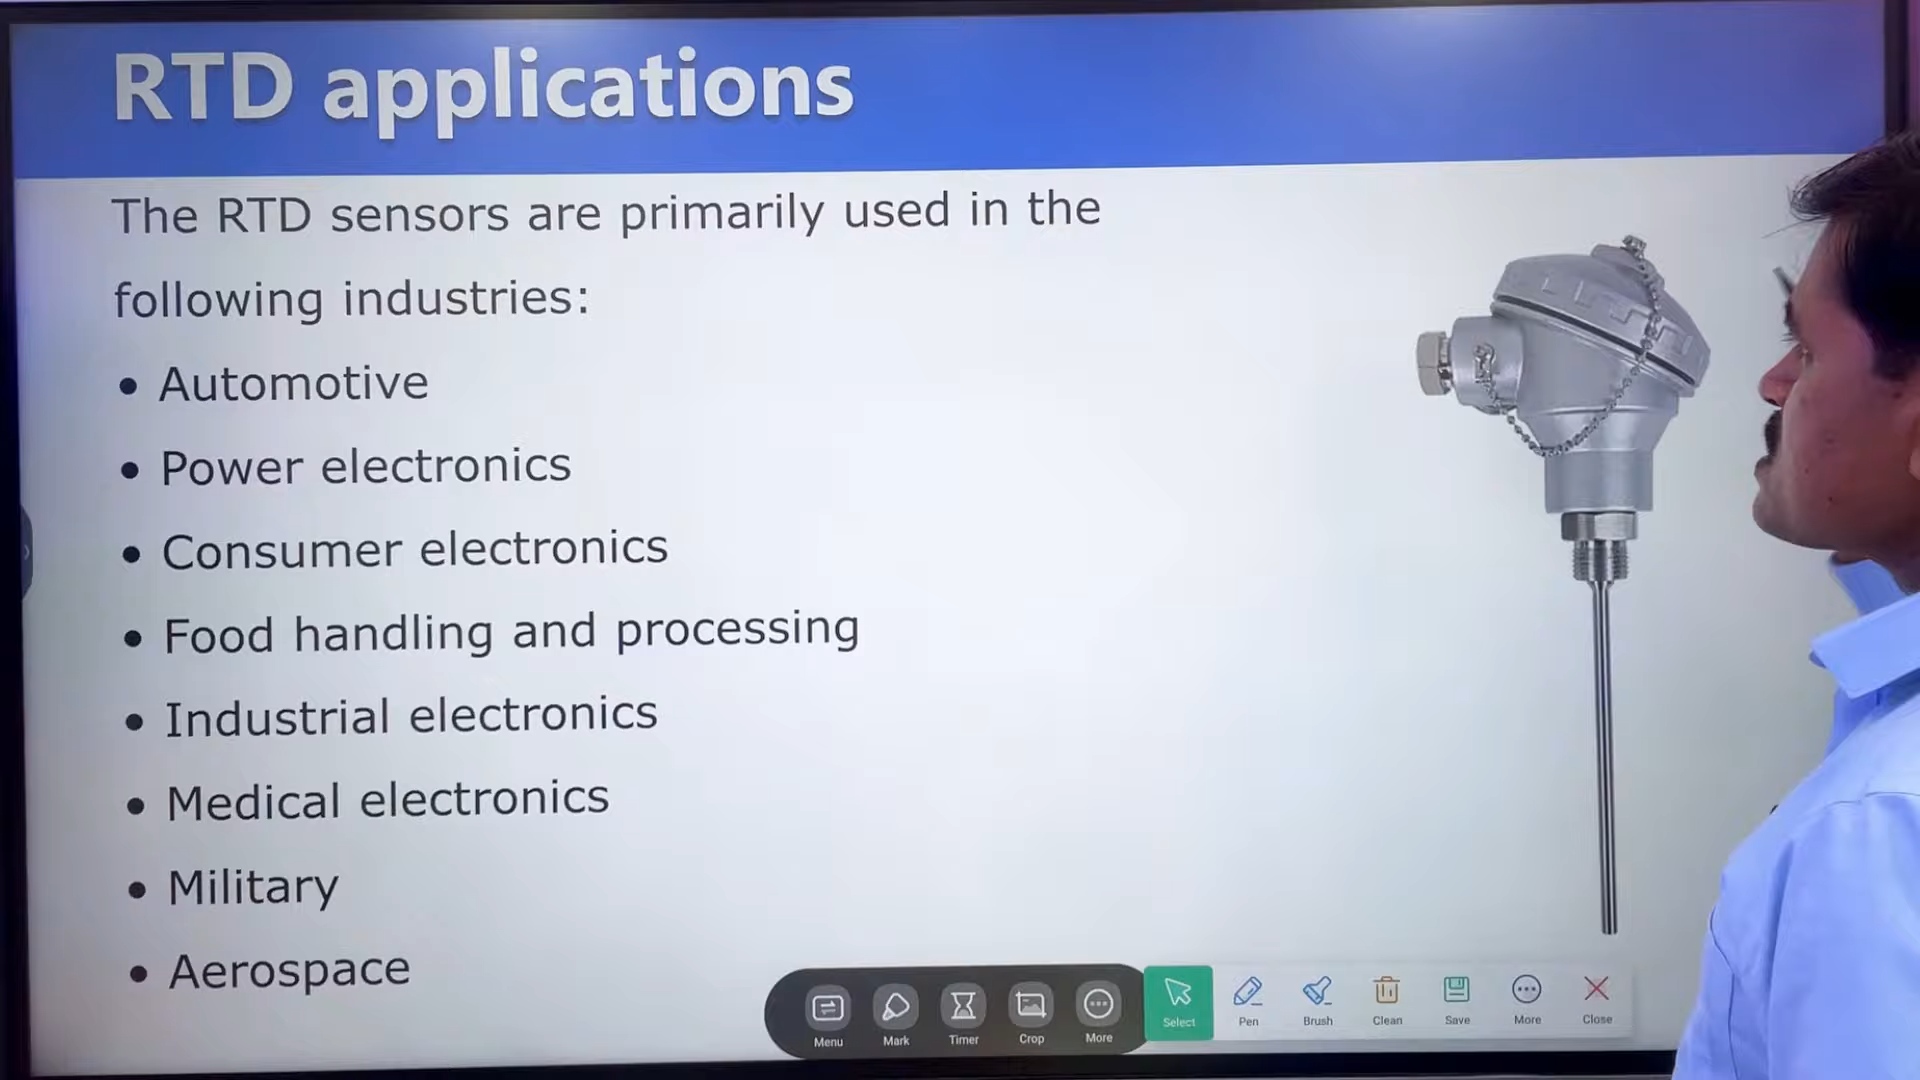 RTD applications
The RTD sensors are primarily used in the
following industries:
• Automotive
• Power electronics
• Consumer electronics
• Food handling and processing
• Industrial electronics
• Medical electronics
• Military
• Aerospace
Menu Mark Timer Crop More Select Pen Brush Clean Save More Close